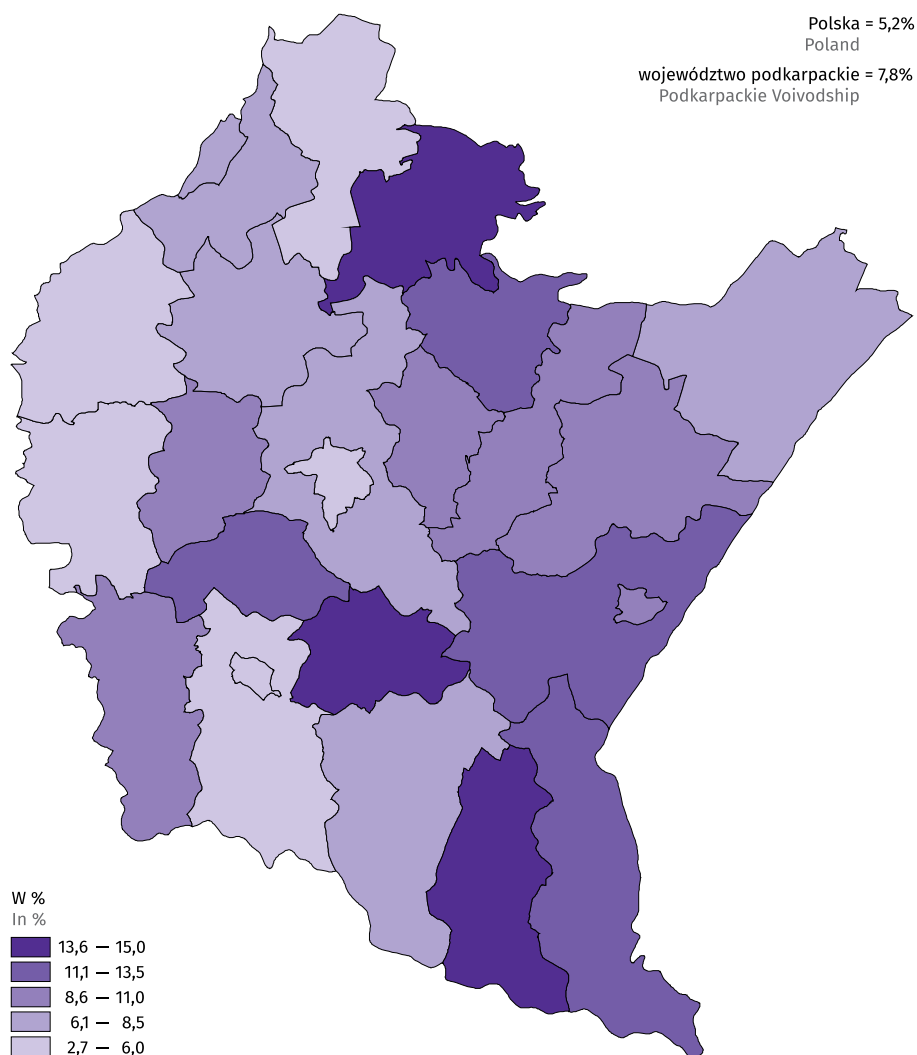 Polska = 5,2%
Poland
województwo podkarpackie = 7,8%
Podkarpackie Voivodship
W %
In %
13,6 — 15,0
11,1 — 13,5
8,6 — 11,0
6,1 — 8,5
2,7 — 6,0